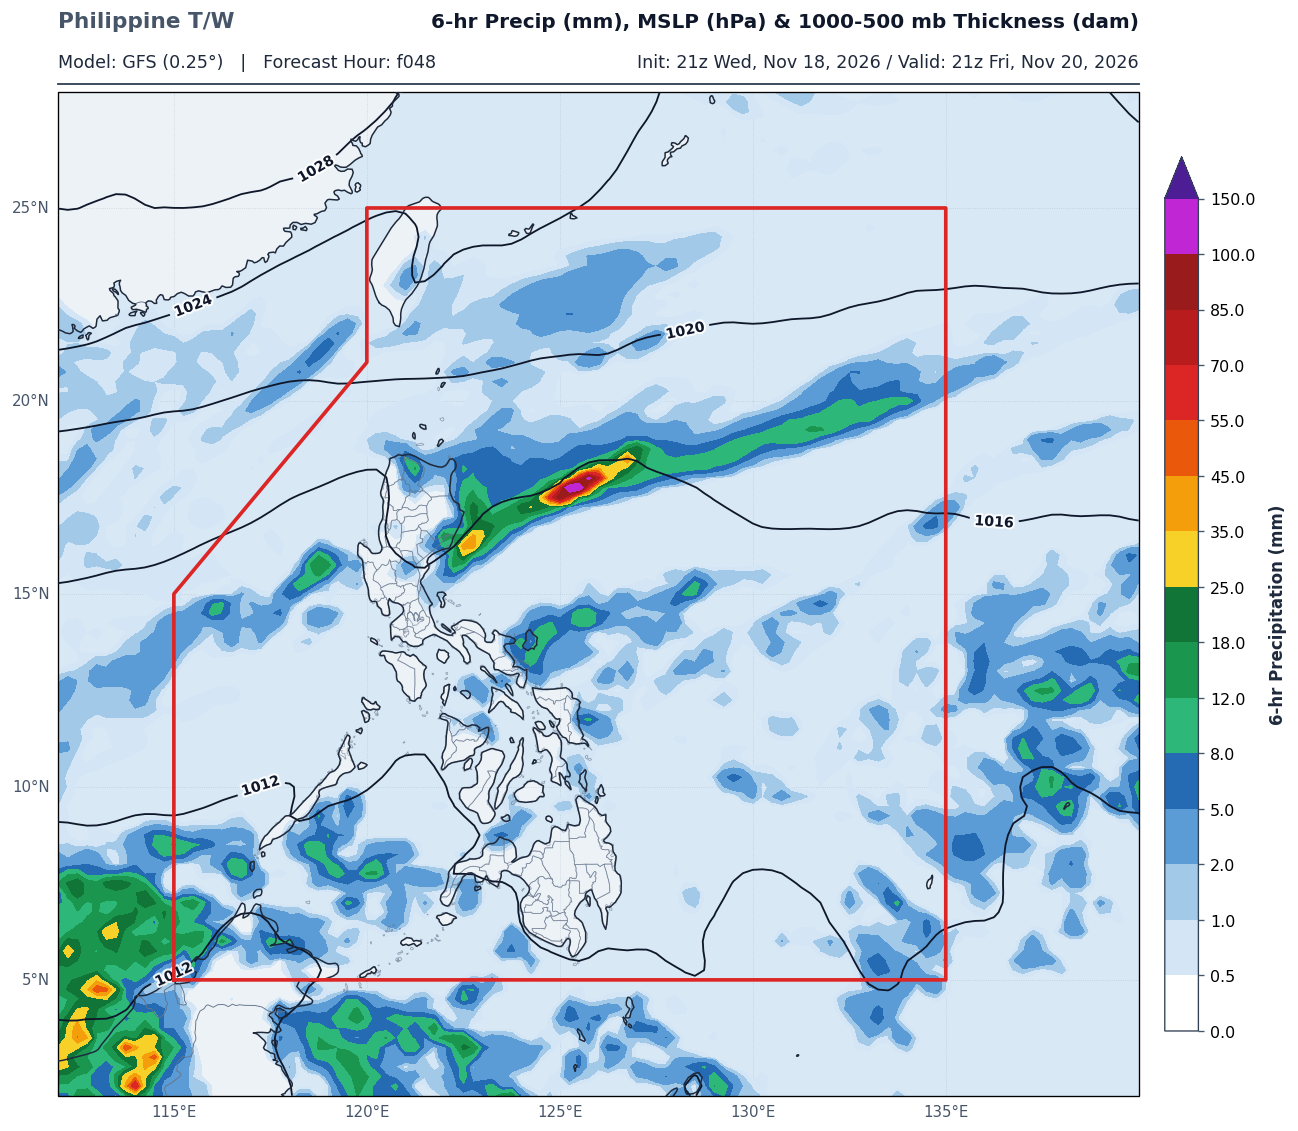 Philippine T/W
6-hr Precip (mm), MSLP (hPa) & 1000-500 mb Thickness (dam)
Model: GFS (0.25°) | Forecast Hour: f048
Init: 21z Wed, Nov 18, 2026 / Valid: 21z Fri, Nov 20, 2026
1028
1024
1020
1016
1012
1012
25°N
20°N
15°N
10°N
5°N
115°E
120°E
125°E
130°E
135°E
150.0
100.0
85.0
70.0
55.0
45.0
35.0
25.0
18.0
12.0
8.0
5.0
2.0
1.0
0.5
0.0
6-hr Precipitation (mm)